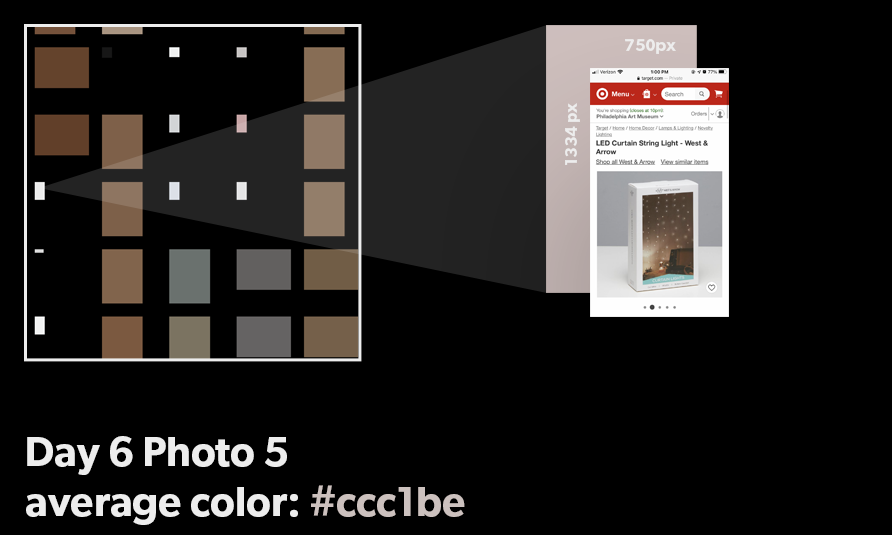 750px
1334 px
Verizon 1:00 PM 77%
target.com — Private
Menu Search
You're shopping (closes at 10pm):
Philadelphia Art Museum Orders
Target / Home / Home Decor / Lamps & Lighting / Novelty
Lighting
LED Curtain String Light - West &
Arrow
Shop all West & Arrow View similar items
Day 6 Photo 5
average color: #ccc1be